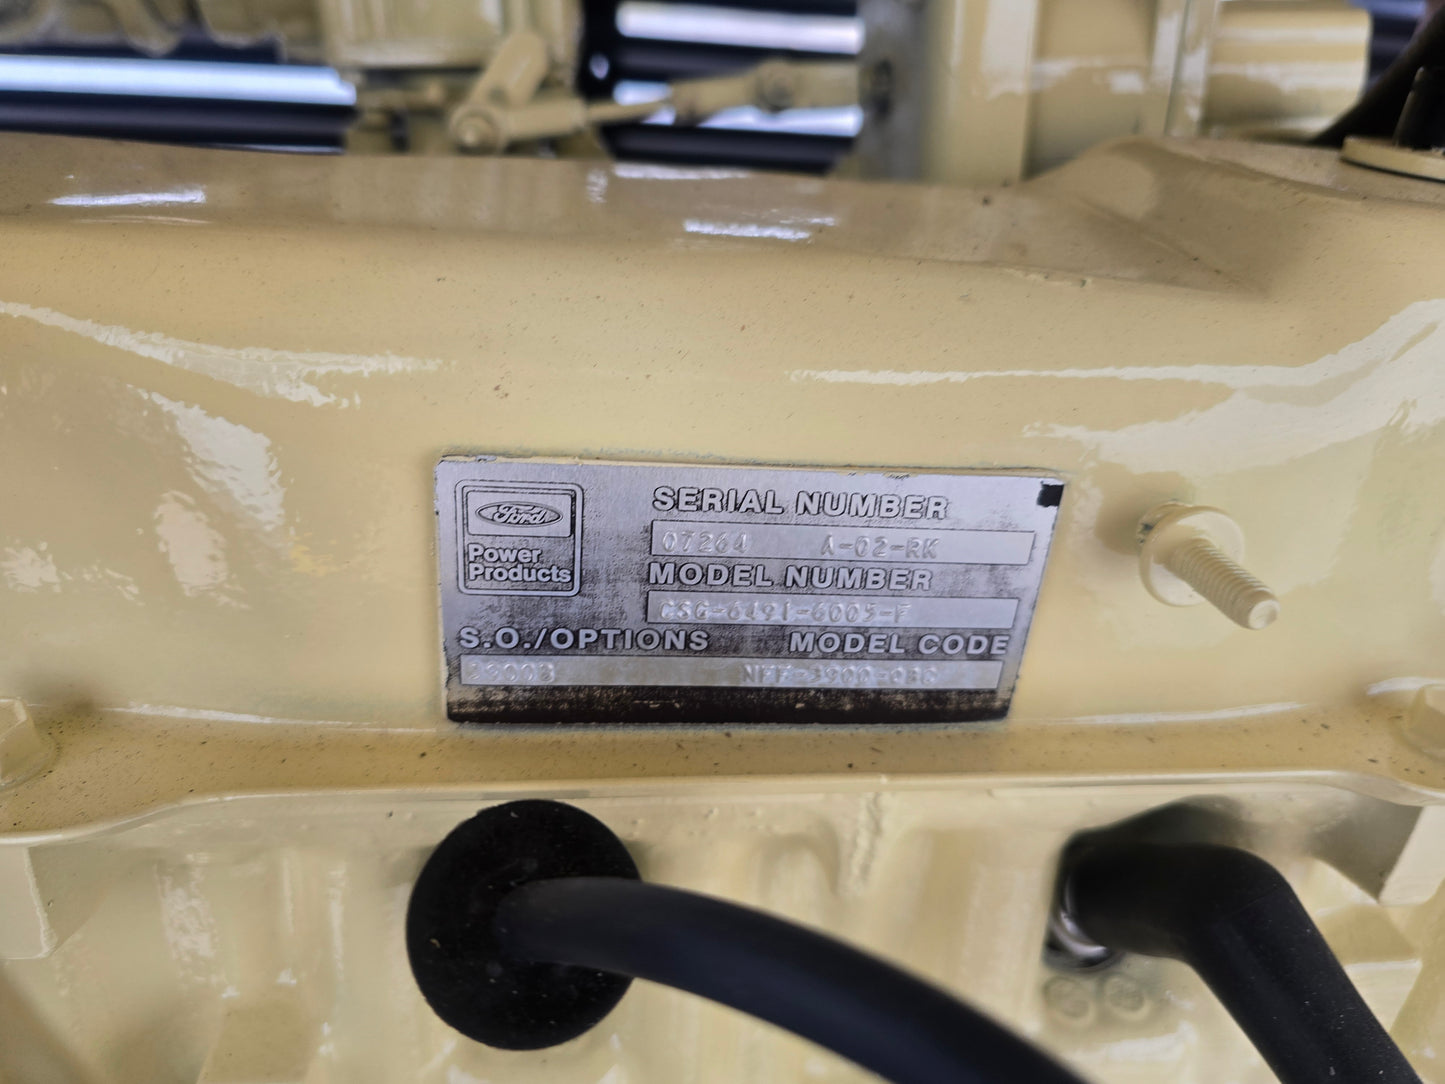 Ford
Power
Products
SERIAL NUMBER
07264 A-02-RK
MODEL NUMBER
CSG-6491-6005-F
S.O./OPTIONS MODEL CODE